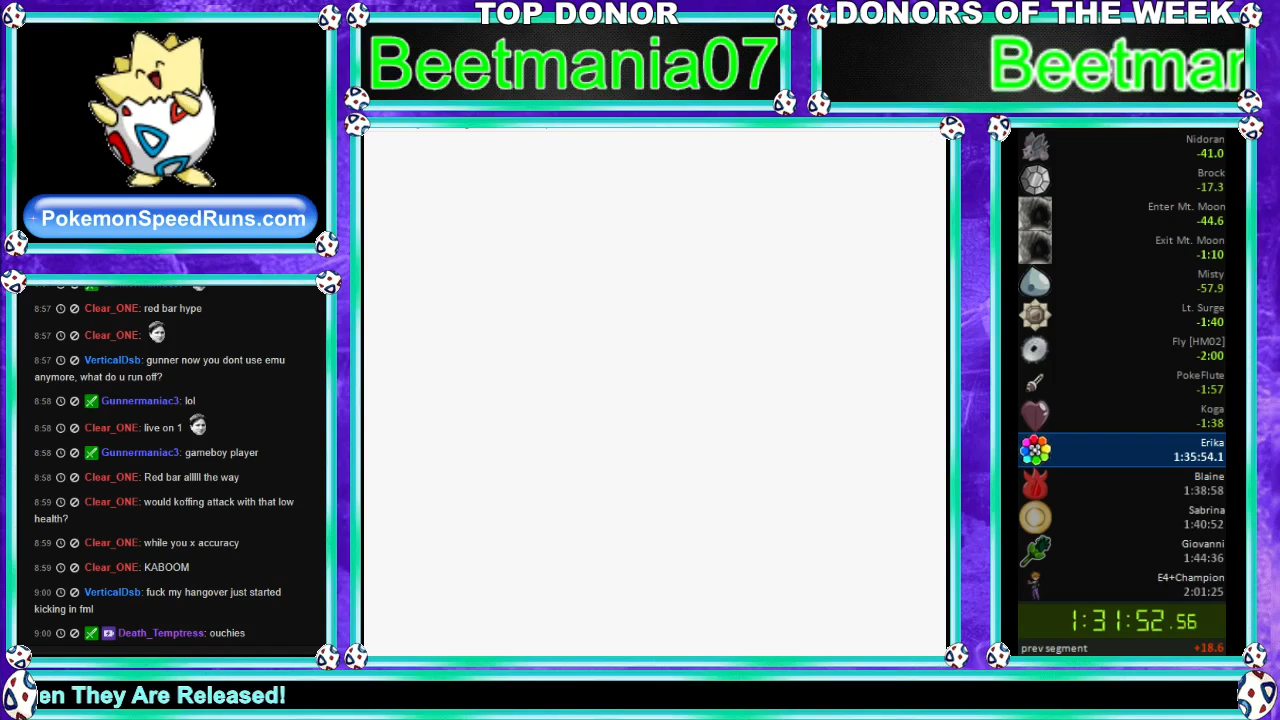 TOP DONOR
DONORS OF THE WEEK
Beetmania07
Beetmar
PokemonSpeedRuns.com
8:57 Clear_ONE: red bar hype
8:57 Clear_ONE:
8:57 VerticalDsb: gunner now you dont use emu
anymore, what do u run off?
8:58 Gunnermaniac3: lol
8:58 Clear_ONE: live on 1
8:58 Gunnermaniac3: gameboy player
8:58 Clear_ONE: Red bar alllll the way
8:59 Clear_ONE: would koffing attack with that low
health?
8:59 Clear_ONE: while you x accuracy
8:59 Clear_ONE: KABOOM
9:00 VerticalDsb: fuck my hangover just started
kicking in fml
9:00 Death_Temptress: ouchies
Nidoran
-41.0
Brock
-17.3
Enter Mt. Moon
-44.6
Exit Mt. Moon
-1:10
Misty
-57.9
Lt. Surge
-1:40
Fly [HM02]
-2:00
PokeFlute
-1:57
Koga
-1:38
Erika
1:35:54.1
Blaine
1:38:58
Sabrina
1:40:52
Giovanni
1:44:36
E4+Champion
2:01:25
1:31:52.56
prev segment +18.6
en They Are Released!